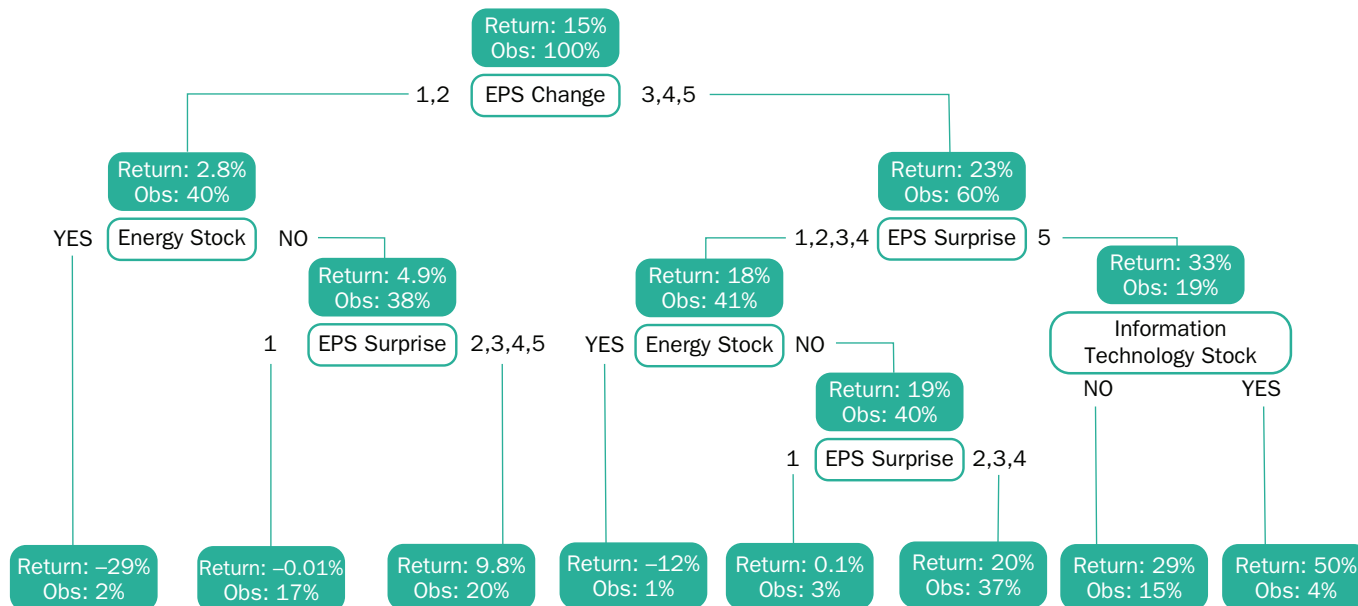 Return: 15%
Obs: 100%
1,2
EPS Change
3,4,5
Return: 2.8%
Obs: 40%
YES
Energy Stock
NO
Return: 4.9%
Obs: 38%
1
EPS Surprise
2,3,4,5
Return: 23%
Obs: 60%
1,2,3,4
EPS Surprise
5
Return: 18%
Obs: 41%
YES
Energy Stock
NO
Return: 19%
Obs: 40%
1
EPS Surprise
2,3,4
Return: 33%
Obs: 19%
Information
Technology Stock
NO
YES
Return: –29%
Obs: 2%
Return: –0.01%
Obs: 17%
Return: 9.8%
Obs: 20%
Return: –12%
Obs: 1%
Return: 0.1%
Obs: 3%
Return: 20%
Obs: 37%
Return: 29%
Obs: 15%
Return: 50%
Obs: 4%